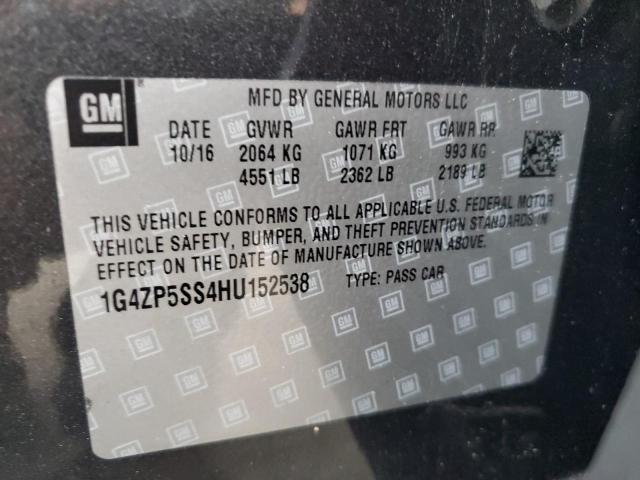 GM
MFD BY GENERAL MOTORS LLC
DATE GVWR GAWR FRT GAWR RR
10/16 2064 KG 1071 KG 993 KG
4551 LB 2362 LB 2189 LB
THIS VEHICLE CONFORMS TO ALL APPLICABLE U.S. FEDERAL MOTOR
VEHICLE SAFETY, BUMPER, AND THEFT PREVENTION STANDARDS IN
EFFECT ON THE DATE OF MANUFACTURE SHOWN ABOVE.
1G4ZP5SS4HU152538 TYPE: PASS CAR